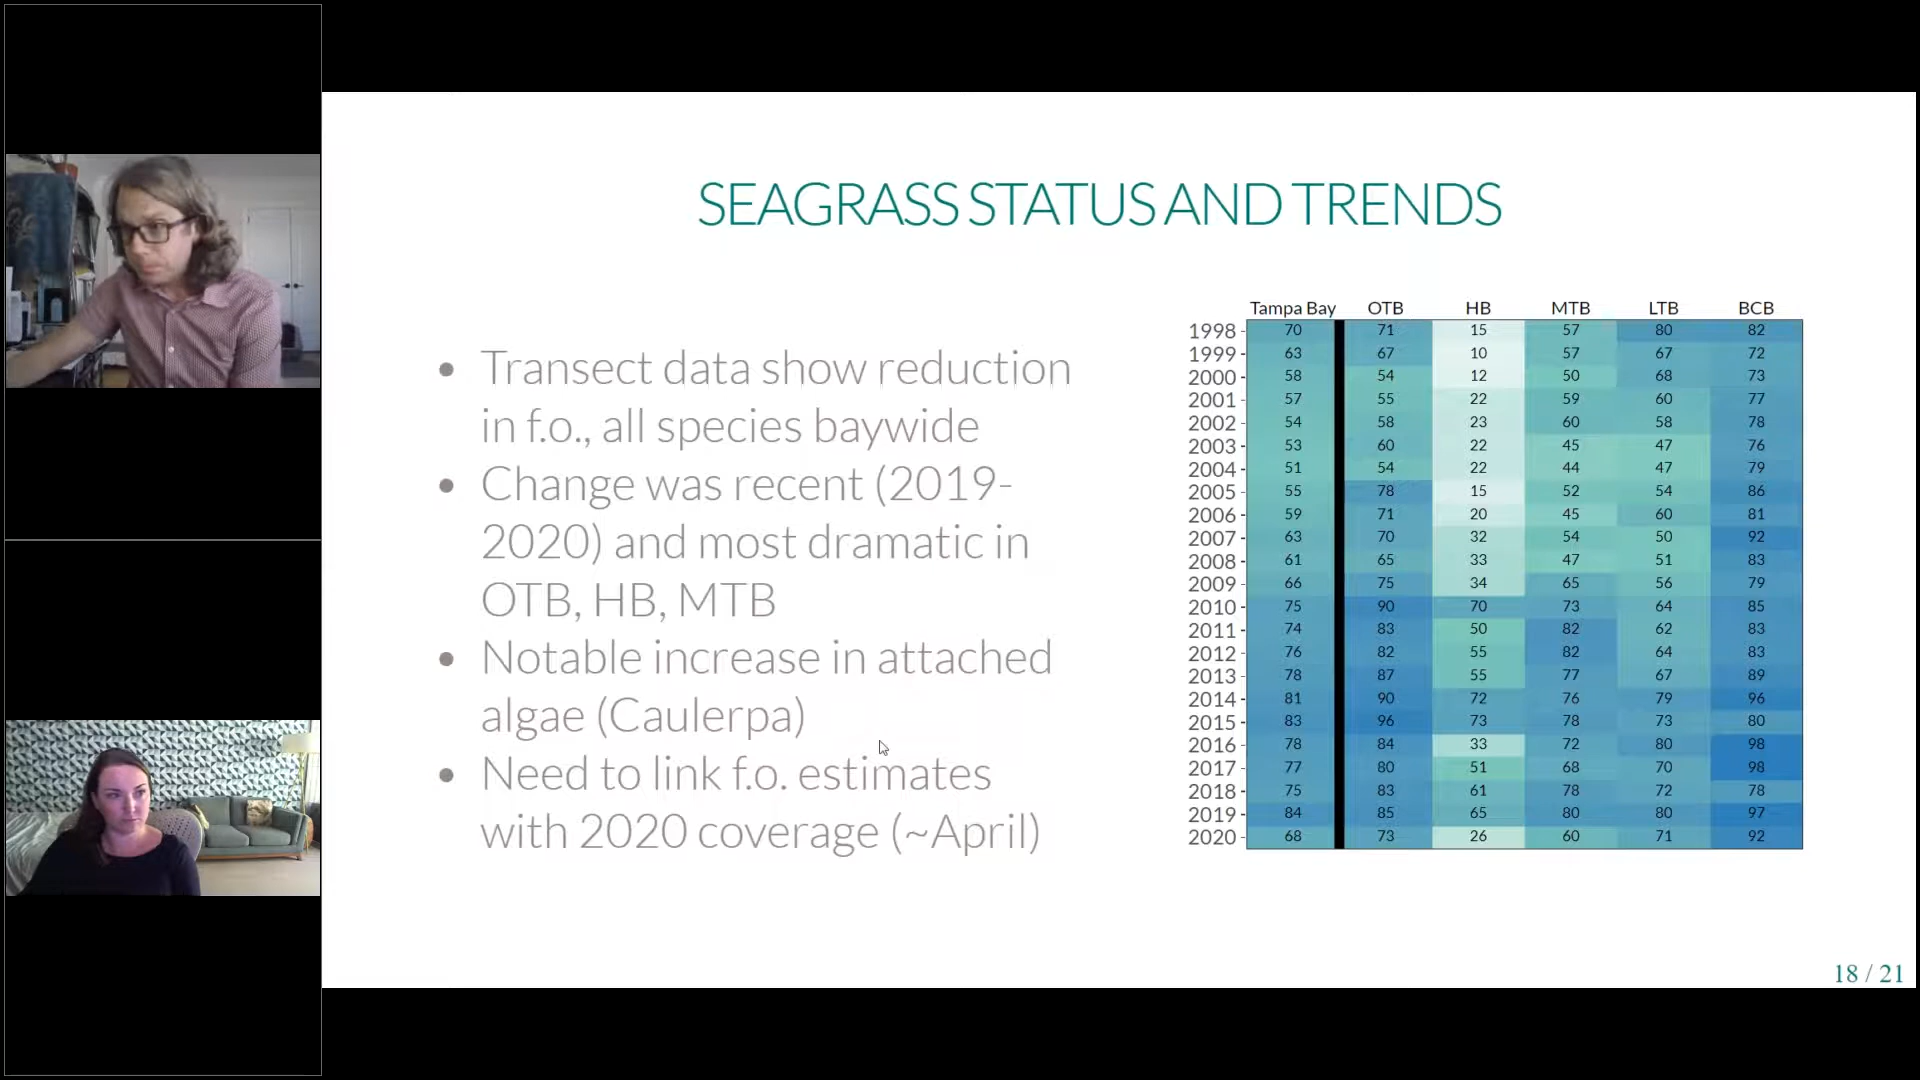 SEAGRASS STATUS AND TRENDS
• Transect data show reduction
in f.o., all species baywide
• Change was recent (2019-
2020) and most dramatic in
OTB, HB, MTB
• Notable increase in attached
algae (Caulerpa)
• Need to link f.o. estimates
with 2020 coverage (~April)
Tampa Bay OTB HB MTB LTB BCB
1998 70 71 15 57 80 82
1999 63 67 10 57 67 72
2000 58 54 12 50 68 73
2001 57 55 22 59 60 77
2002 54 58 23 60 58 78
2003 53 60 22 45 47 76
2004 51 54 22 44 47 79
2005 55 78 15 52 54 86
2006 59 71 20 45 60 81
2007 63 70 32 54 50 92
2008 61 65 33 47 51 83
2009 66 75 34 65 56 79
2010 75 90 70 73 64 85
2011 74 83 50 82 62 83
2012 76 82 55 82 64 83
2013 78 87 55 77 67 89
2014 81 90 72 76 79 96
2015 83 96 73 78 73 80
2016 78 84 33 72 80 98
2017 77 80 51 68 70 98
2018 75 83 61 78 72 78
2019 84 85 65 80 80 97
2020 68 73 26 60 71 92
18 / 21